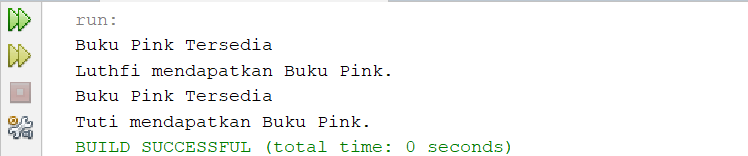 run:
Buku Pink Tersedia
Luthfi mendapatkan Buku Pink.
Buku Pink Tersedia
Tuti mendapatkan Buku Pink.
BUILD SUCCESSFUL (total time: 0 seconds)